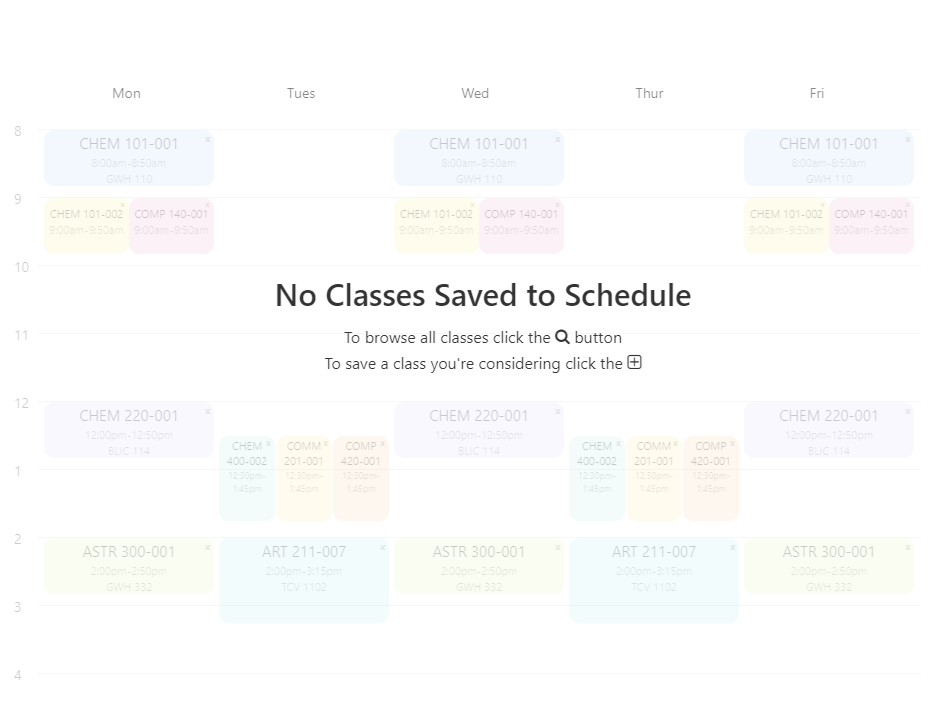 Mon Tues Wed Thur Fri
8
CHEM 101-001 × CHEM 101-001 × CHEM 101-001 ×
8:00am-8:50am 8:00am-8:50am 8:00am-8:50am
GWH 110 GWH 110 GWH 110
9
× × × × × ×
CHEM 101-002 COMP 140-001 CHEM 101-002 COMP 140-001 CHEM 101-002 COMP 140-001
9:00am-9:50am 9:00am-9:50am 9:00am-9:50am 9:00am-9:50am 9:00am-9:50am 9:00am-9:50am
10
No Classes Saved to Schedule
11
To browse all classes click the button
To save a class you're considering click the
12
CHEM 220-001 × CHEM 220-001 × CHEM 220-001 ×
12:00pm-12:50pm 12:00pm-12:50pm 12:00pm-12:50pm
BLIC 114 BLIC 114 BLIC 114
CHEM × COMM × COMP × CHEM × COMM × COMP ×
400-002 201-001 420-001 400-002 201-001 420-001
1
12:30pm- 12:30pm- 12:30pm- 12:30pm- 12:30pm- 12:30pm-
1:45pm 1:45pm 1:45pm 1:45pm 1:45pm 1:45pm
2
ASTR 300-001 × ART 211-007 × ASTR 300-001 × ART 211-007 × ASTR 300-001 ×
2:00pm-2:50pm 2:00pm-3:15pm 2:00pm-2:50pm 2:00pm-3:15pm 2:00pm-2:50pm
GWH 332 TCV 1102 GWH 332 TCV 1102 GWH 332
3
4